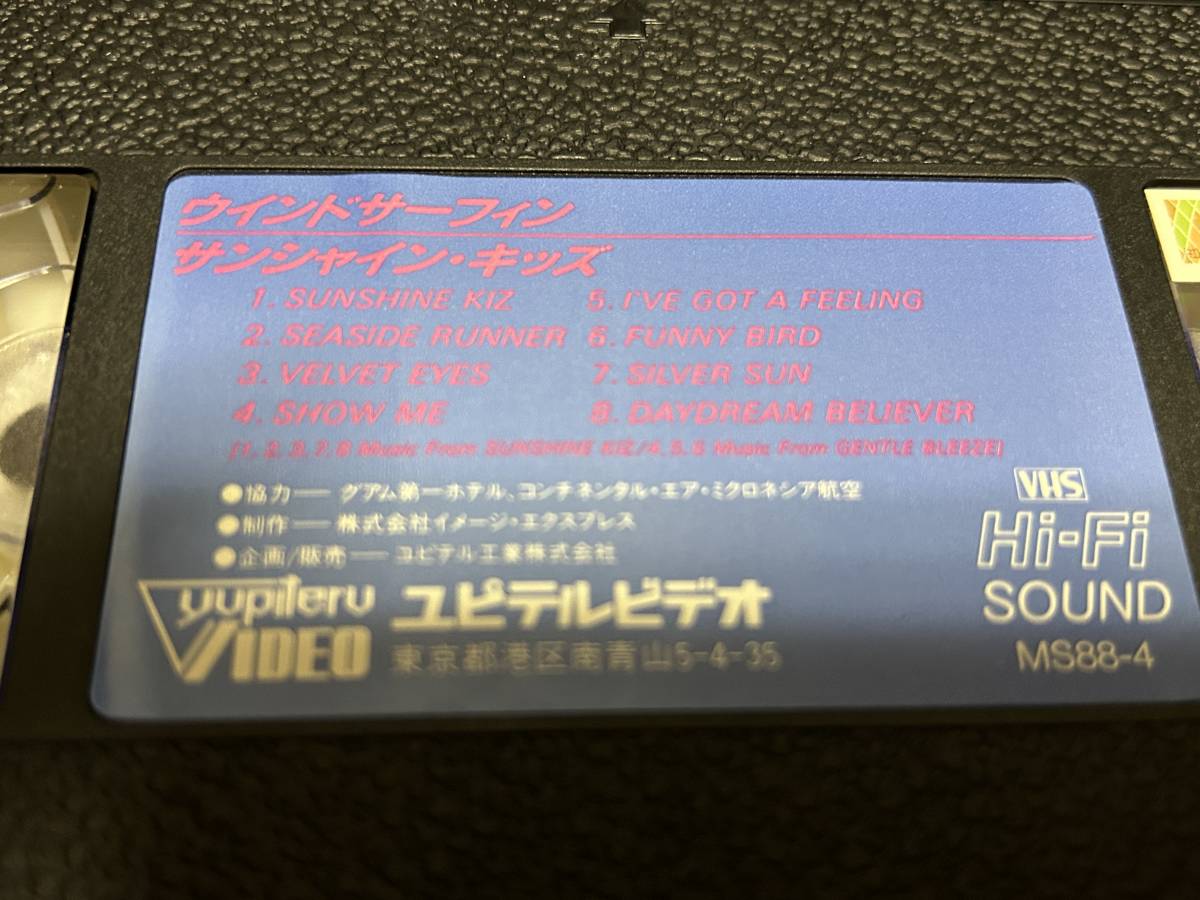 ウインドサーフィン
サンシャイン・キッズ
1. SUNSHINE KIZ
2. SEASIDE RUNNER
3. VELVET EYES
4. SHOW ME
5. I'VE GOT A FEELING
6. FUNNY BIRD
7. SILVER SUN
8. DAYDREAM BELIEVER
Music From SUNSHINE KIZ/4, Music From GENTLE BLEEZE]
●協力 — グアム第一ホテル、コンチネンタル・エア・ミクロネシア航空
●制作 — 株式会社イメージ・エクスプレス
●企画/販売 — ユピテル工業株式会社
yupiteru VIDEO
ユピテルビデオ
東京都港区南青山5-4-35
VHS
Hi-Fi
SOUND
MS88-4